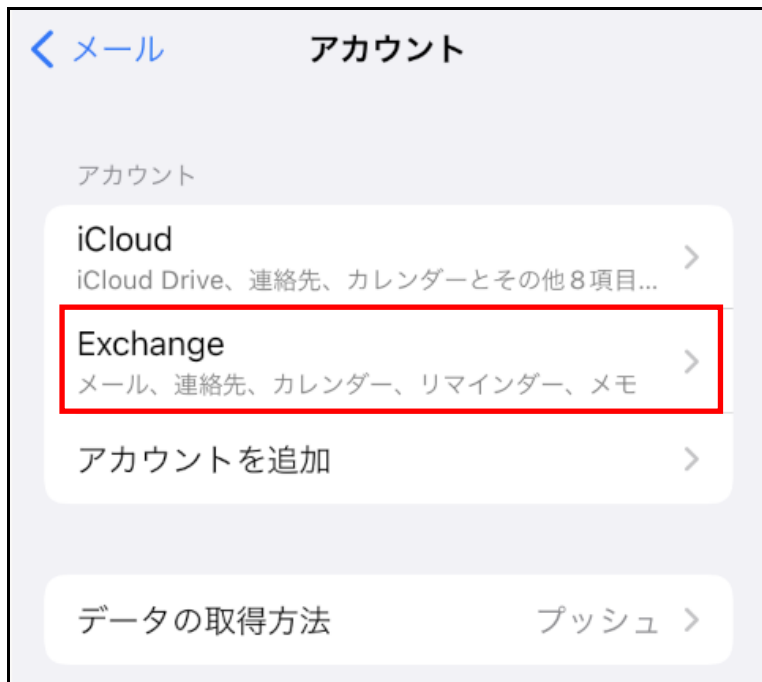 メール
アカウント
アカウント
iCloud
iCloud Drive、連絡先、カレンダーとその他８項目...
Exchange
メール、連絡先、カレンダー、リマインダー、メモ
アカウントを追加
データの取得方法 プッシュ